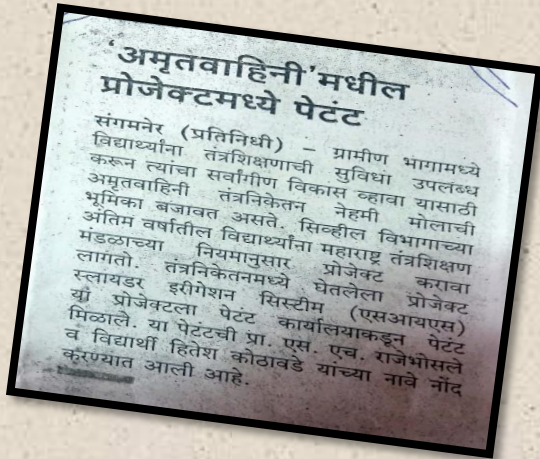 'अमृतवाहिनी'मधील
प्रोजेक्टमध्ये पेटंट
संगमनेर (प्रतिनिधी) – ग्रामीण भागामध्ये
विद्यार्थ्यांना तंत्रशिक्षणाची सुविधा उपलब्ध
करून त्यांचा सर्वांगीण विकास व्हावा यासाठी
अमृतवाहिनी तंत्रनिकेतन नेहमी मोलाची
भूमिका बजावत असते. सिव्हील विभागाच्या
अंतिम वर्षातील विद्यार्थ्यांना महाराष्ट्र तंत्रशिक्षण
मंडळाच्या नियमानुसार प्रोजेक्ट करावा
लागतो. तंत्रनिकेतनमध्ये घेतलेला प्रोजेक्ट
स्लायडर इरीगेशन सिस्टीम (एसआयएस)
या प्रोजेक्टला पेटंट कार्यालयाकडून पेटंट
मिळाले. या पेटंटची प्रा. एस. एच. राजेभोसले
व विद्यार्थी हितेश कोठावडे यांच्या नावे नोंद
करण्यात आली आहे.